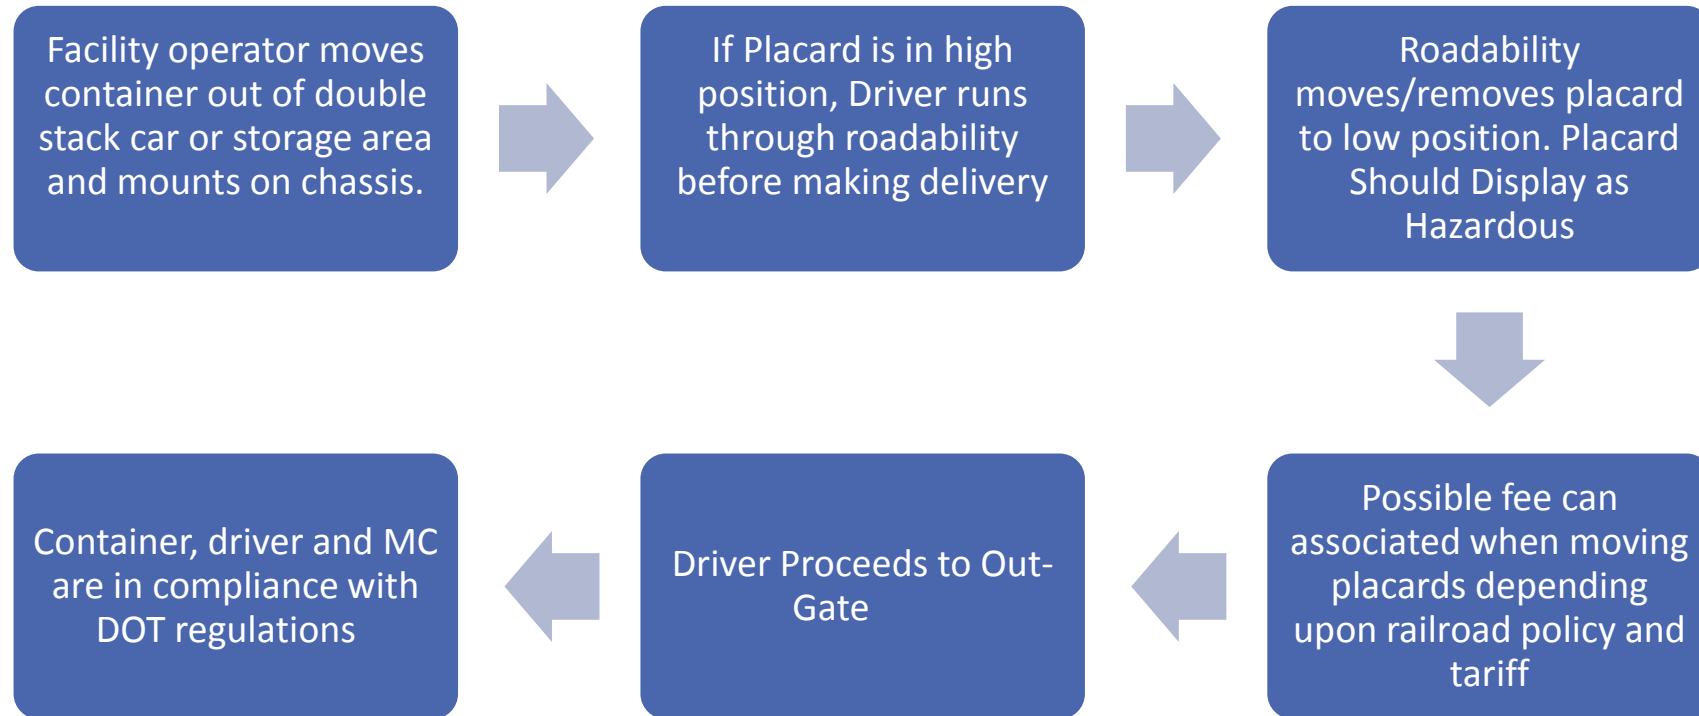 Facility operator moves
container out of double
stack car or storage area
and mounts on chassis.
If Placard is in high
position, Driver runs
through roadability
before making delivery
Roadability
moves/removes placard
to low position. Placard
Should Display as
Hazardous
Possible fee can
associated when moving
placards depending
upon railroad policy and
tariff
Driver Proceeds to Out-
Gate
Container, driver and MC
are in compliance with
DOT regulations